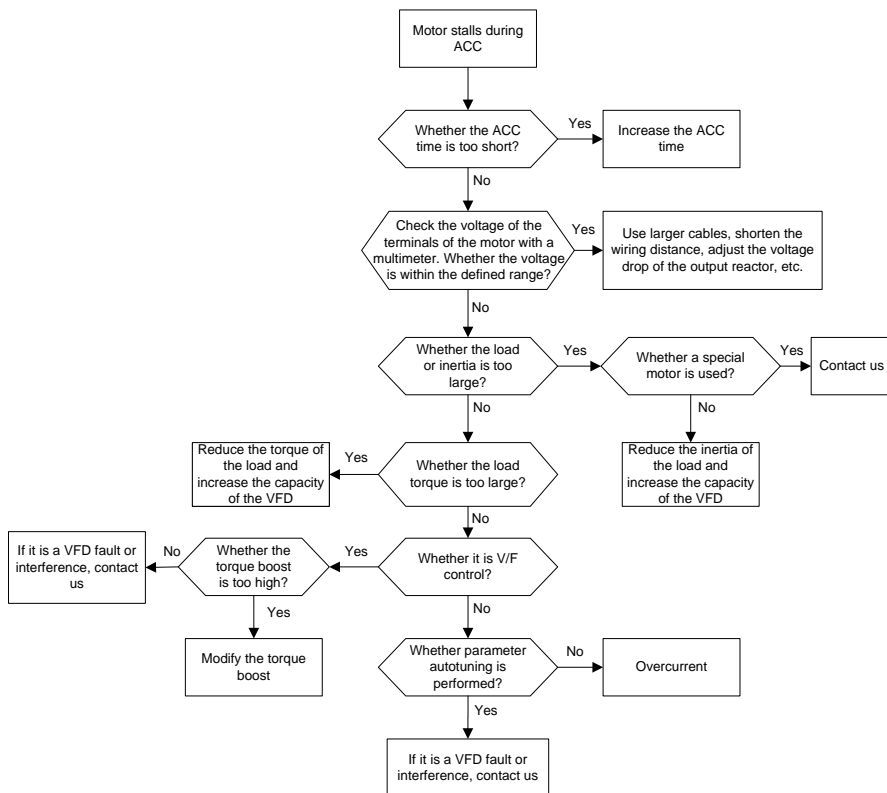 Motor stalls during
ACC
Whether the ACC
time is too short?
Yes
Increase the ACC
time
No
Check the voltage of the
terminals of the motor with a
multimeter. Whether the voltage
is within the defined range?
Yes
Use larger cables, shorten the
wiring distance, adjust the voltage
drop of the output reactor, etc.
No
Whether the load
or inertia is too
large?
Yes
Whether a special
motor is used?
Yes
Contact us
No
No
Reduce the torque of
the load and
increase the capacity
of the VFD
Yes
Whether the load
torque is too large?
Reduce the inertia of
the load and
increase the capacity
of the VFD
No
If it is a VFD fault or
interference, contact
us
No
Whether the
torque boost
is too high?
Yes
Whether it is V/F
control?
Yes
No
Modify the torque
boost
Whether parameter
autotuning is
performed?
No
Overcurrent
Yes
If it is a VFD fault or
interference, contact us